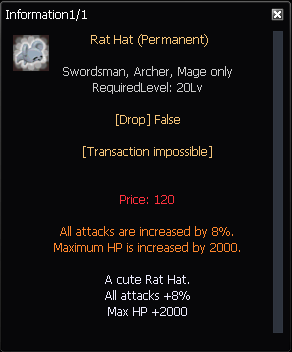 Information1/1
Rat Hat (Permanent)
Swordsman, Archer, Mage only
RequiredLevel: 20Lv
[Drop] False
[Transaction impossible]
Price: 120
All attacks are increased by 8%.
Maximum HP is increased by 2000.
A cute Rat Hat.
All attacks +8%
Max HP +2000